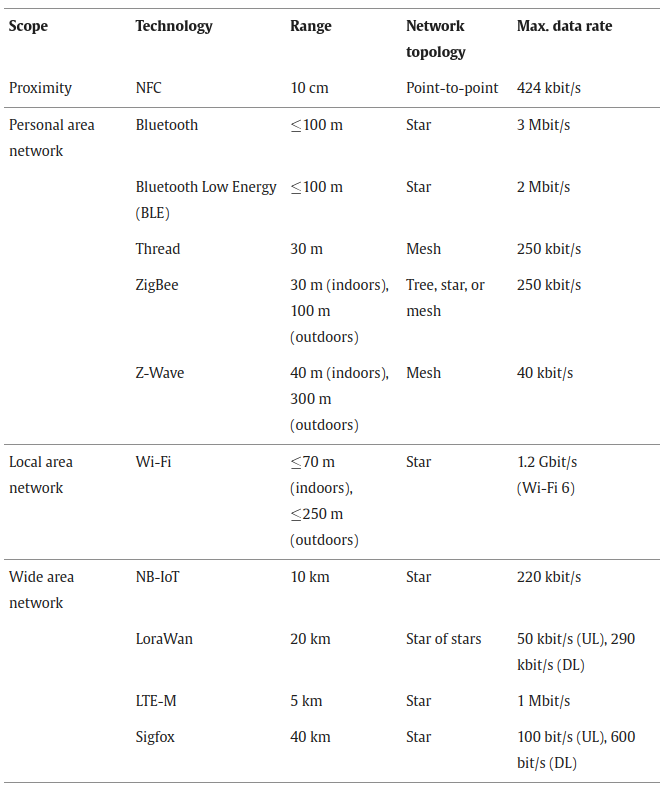 Scope Technology Range Network topology Max. data rate
Proximity NFC 10 cm Point-to-point 424 kbit/s
Personal area network Bluetooth ≤100 m Star 3 Mbit/s
Bluetooth Low Energy (BLE) ≤100 m Star 2 Mbit/s
Thread 30 m Mesh 250 kbit/s
ZigBee 30 m (indoors), 100 m (outdoors) Tree, star, or mesh 250 kbit/s
Z-Wave 40 m (indoors), 300 m (outdoors) Mesh 40 kbit/s
Local area network Wi-Fi ≤70 m (indoors), ≤250 m (outdoors) Star 1.2 Gbit/s (Wi-Fi 6)
Wide area network NB-IoT 10 km Star 220 kbit/s
LoraWan 20 km Star of stars 50 kbit/s (UL), 290 kbit/s (DL)
LTE-M 5 km Star 1 Mbit/s
Sigfox 40 km Star 100 bit/s (UL), 600 bit/s (DL)